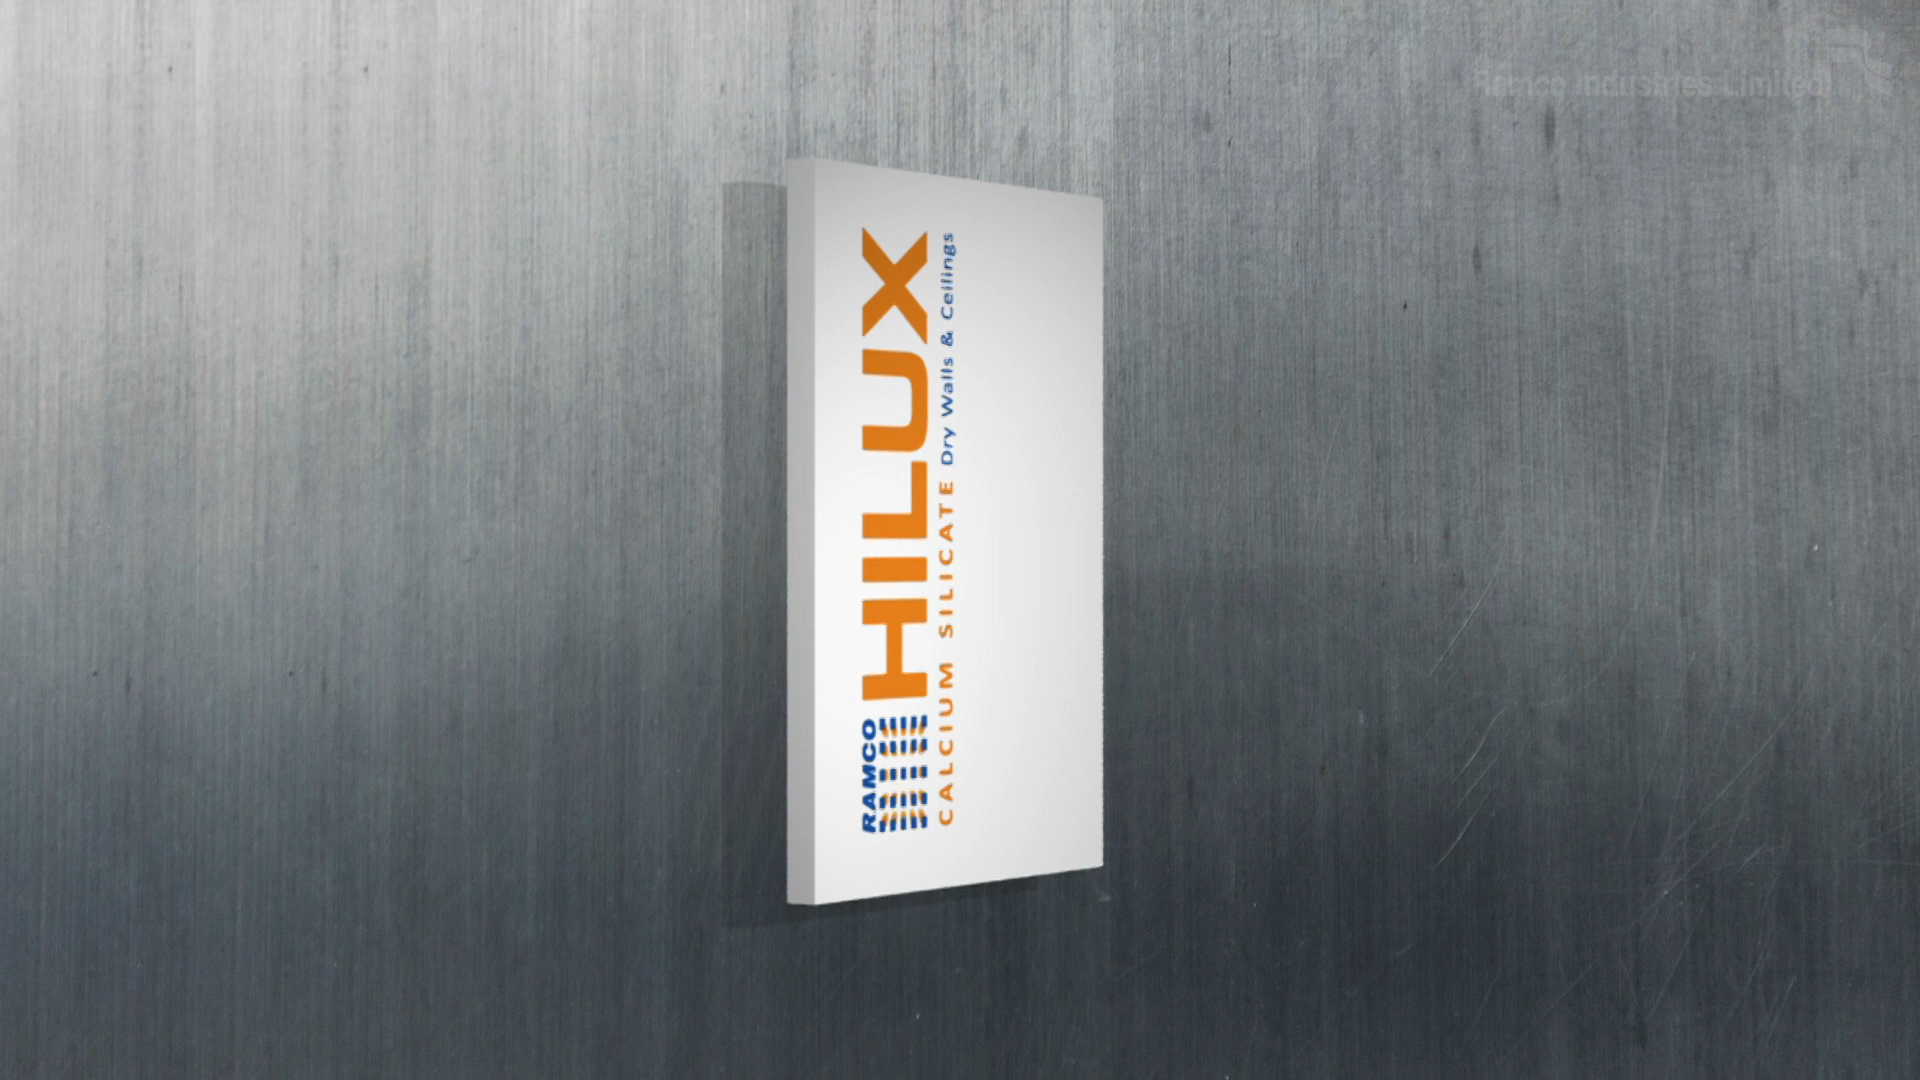 Ramco Industries Limited
RAMCO
HILUX
CALCIUM SILICATE Dry Walls & Ceilings